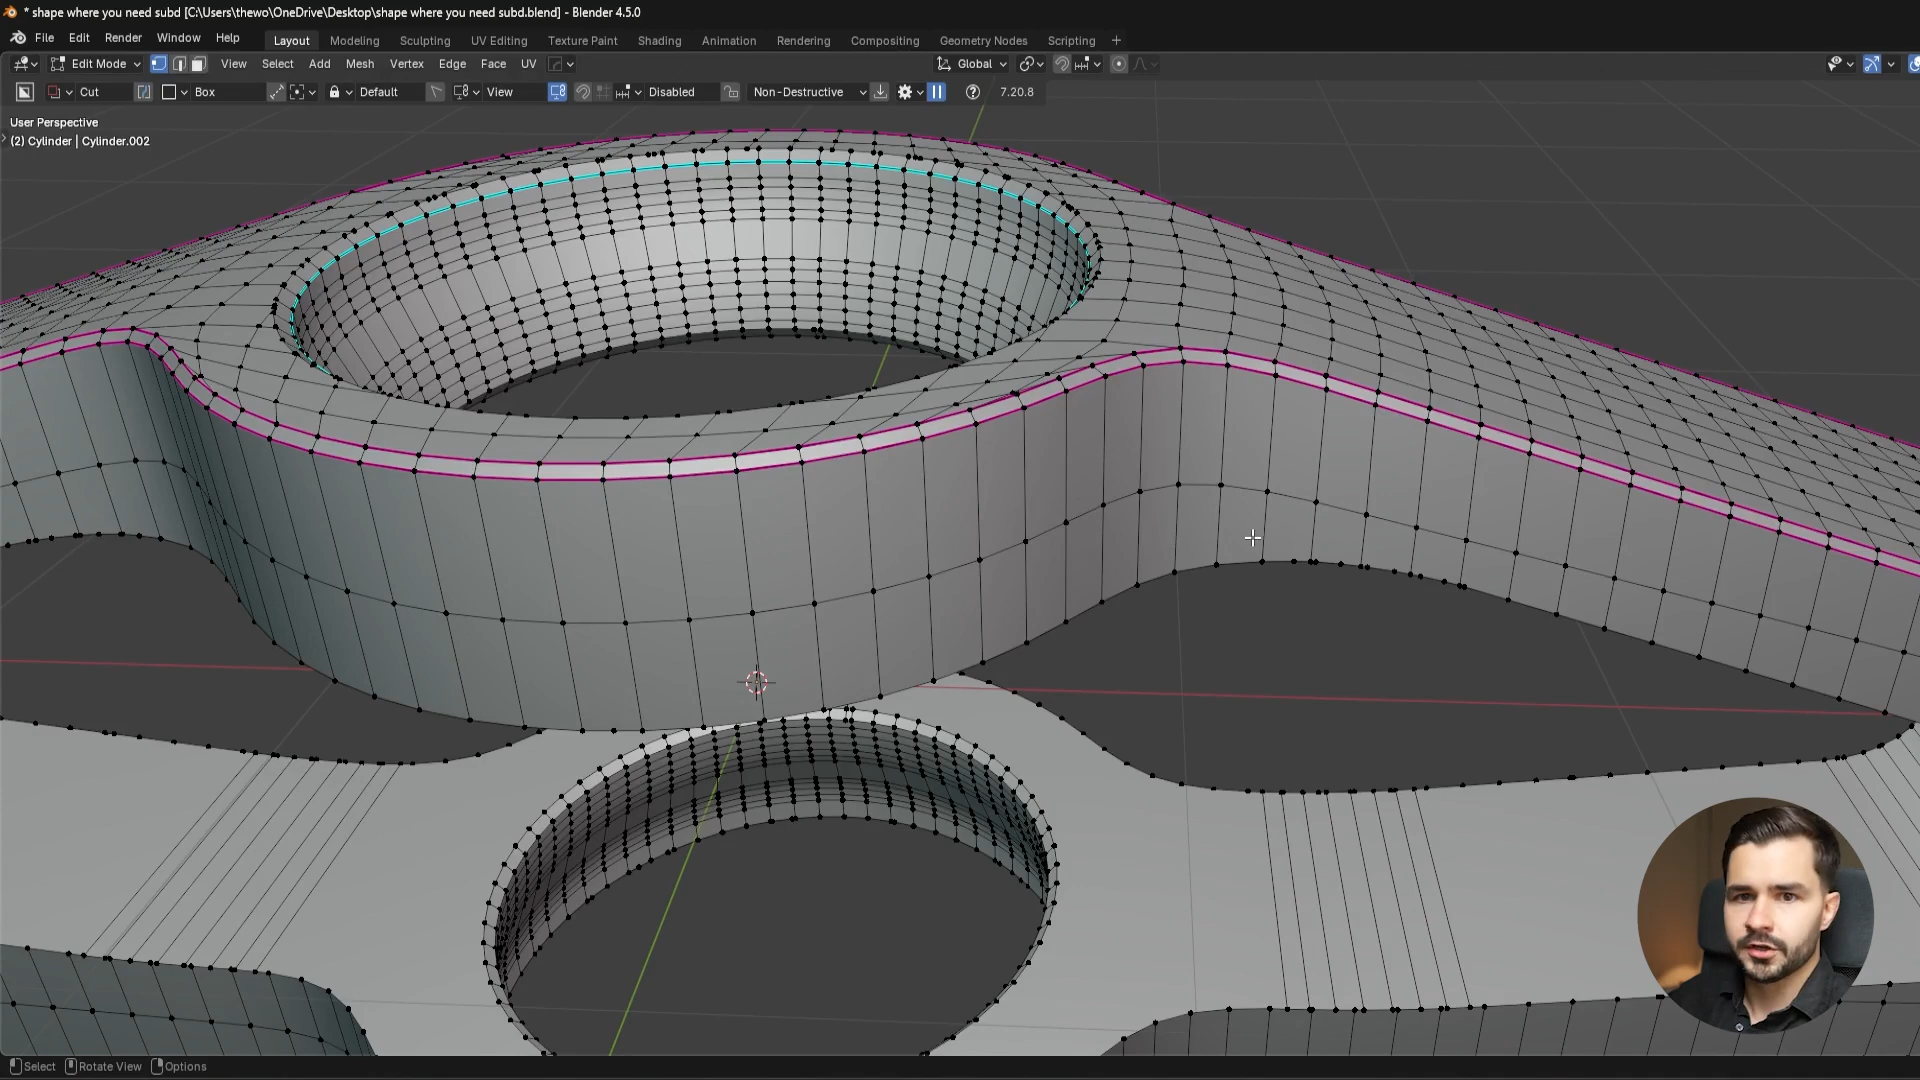 * shape where you need subd [C:\Users\thewo\OneDrive\Desktop\shape where you need subd.blend] - Blender 4.5.0
File Edit Render Window Help Layout Modeling Sculpting UV Editing Texture Paint Shading Animation Rendering Compositing Geometry Nodes Scripting +
Edit Mode View Select Add Mesh Vertex Edge Face UV Global
Cut Box Default View Disabled Non-Destructive 7.20.8
User Perspective
(2) Cylinder | Cylinder.002
Select Rotate View Options